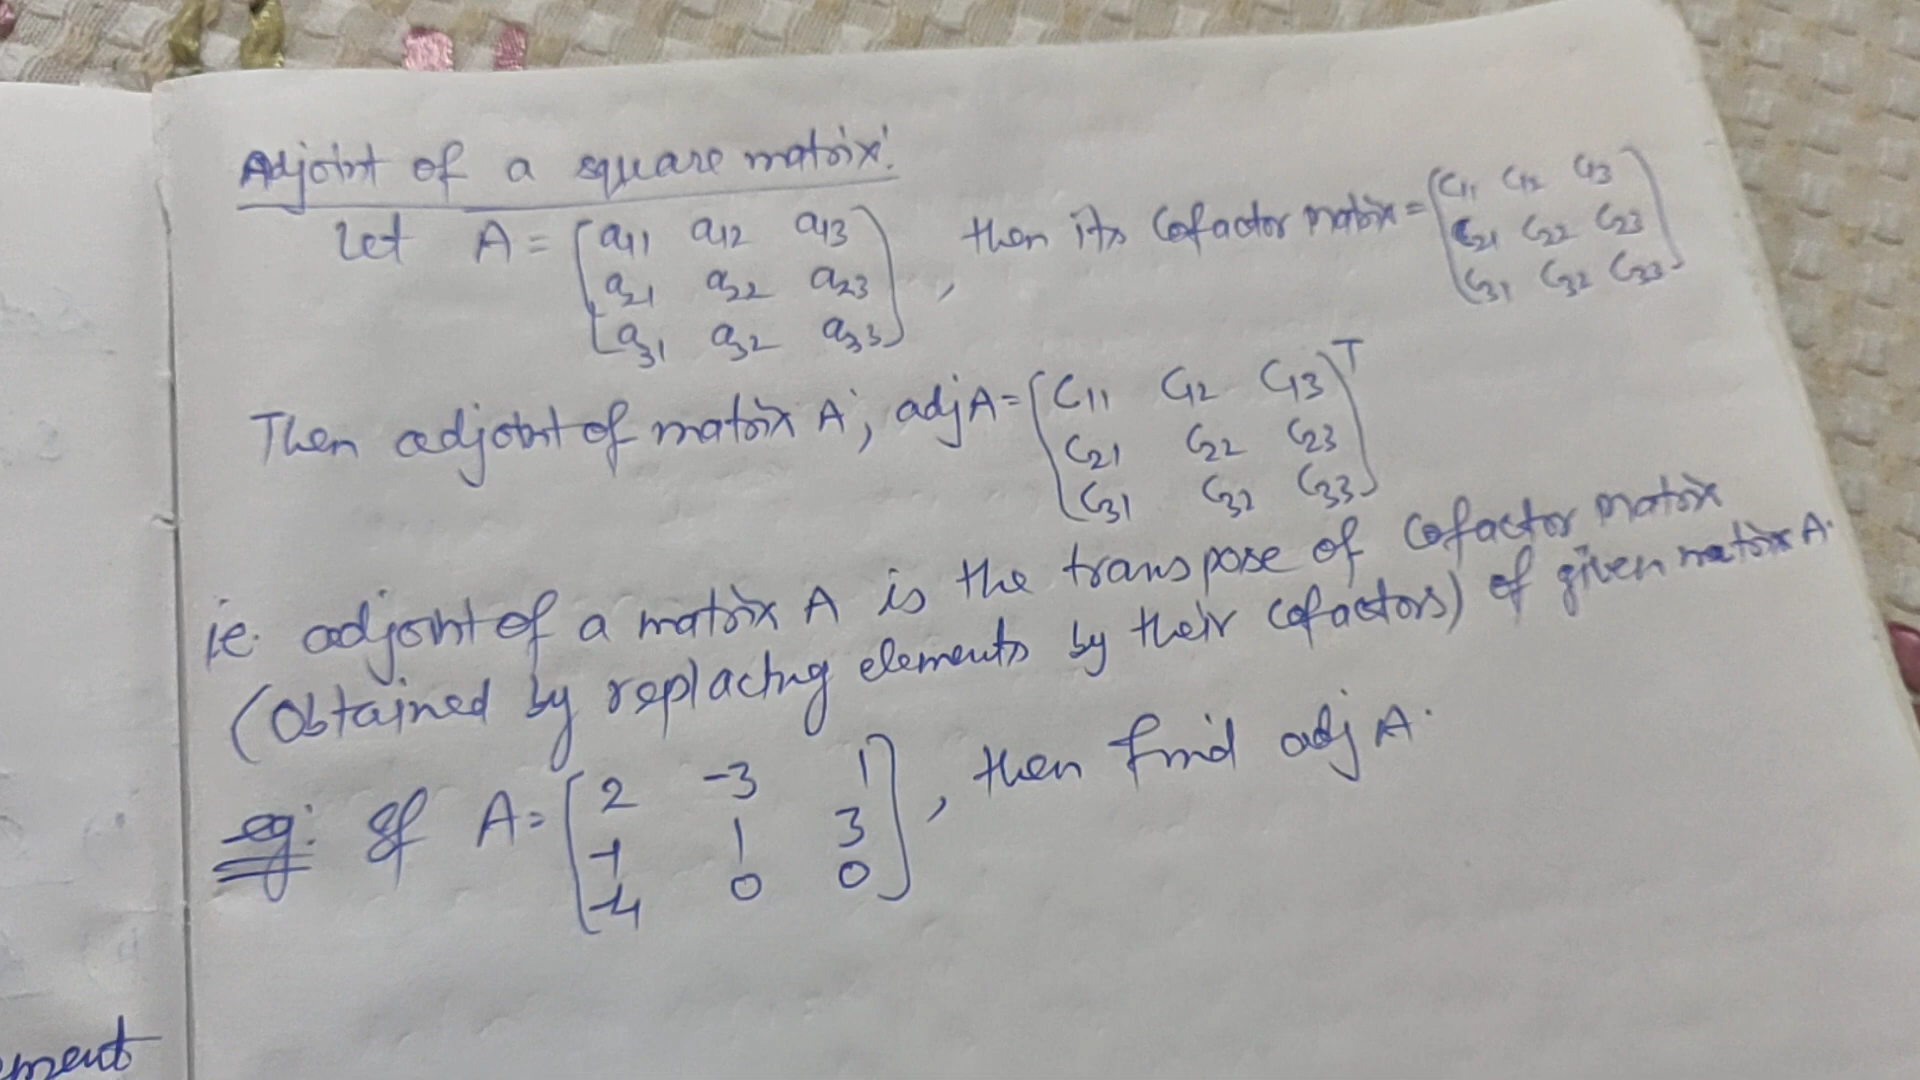 Adjoint of a square matrix:
Let A = [a11 a12 a13
a21 a22 a23
a31 a32 a33], then its Cofactor matrix = [C11 C12 C13
C21 C22 C23
C31 C32 C33]
Then adjoint of matrix A, adj A = [C11 C12 C13
C21 C22 C23
C31 C32 C33]T
ie. adjoint of a matrix A is the transpose of Cofactor matrix
(Obtained by replacing elements by their Cofactors) of given matrix A.
eg: If A = [2 -3 1
-1 1 3
-4 0 0], then find adj A.